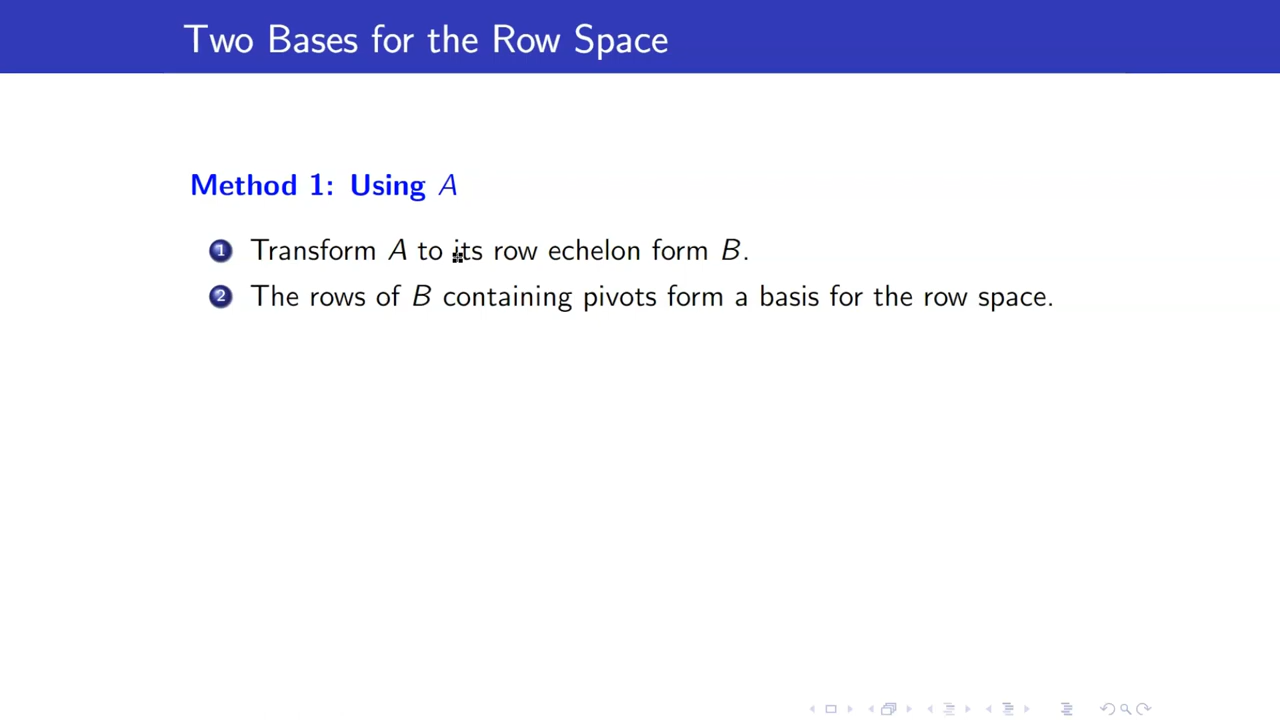 Two Bases for the Row Space
Method 1: Using A
1 Transform A to its row echelon form B.
2 The rows of B containing pivots form a basis for the row space.